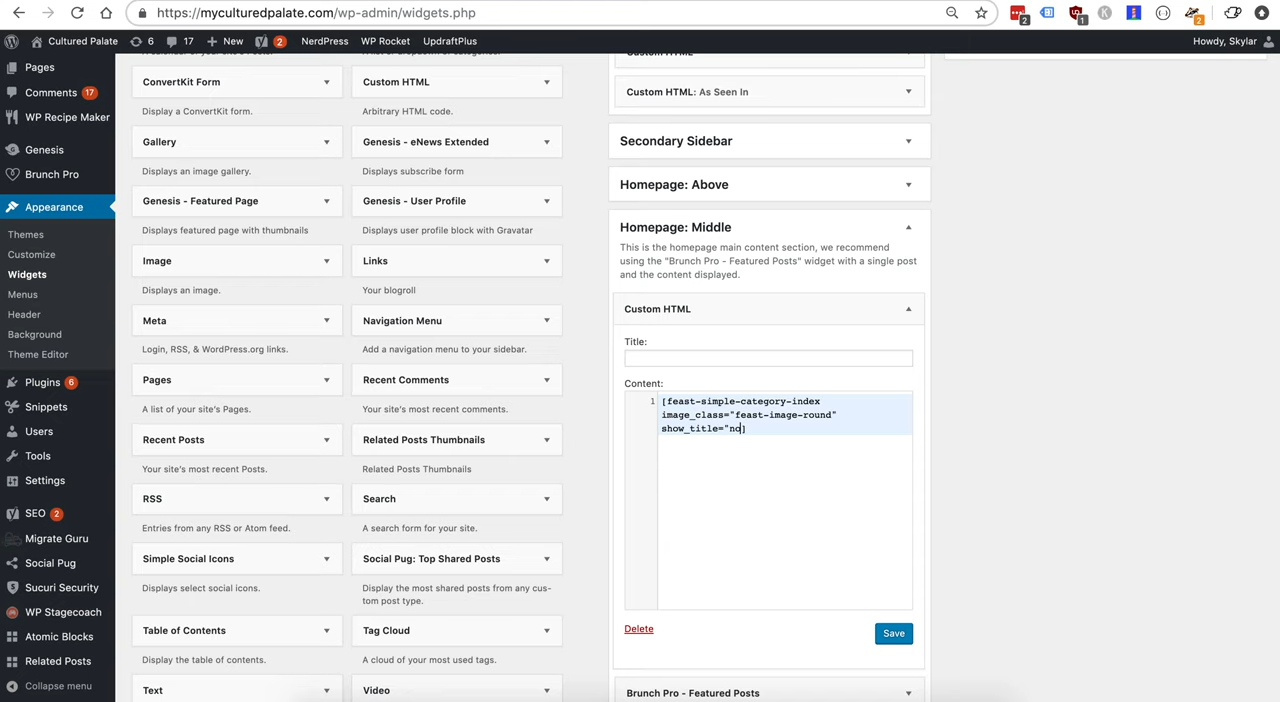 https://myculturedpalate.com/wp-admin/widgets.php
2
1
2
Cultured Palate
6
17
New
2
NerdPress
WP Rocket
UpdraftPlus
Howdy, Skylar
Pages
Comments 17
WP Recipe Maker
Genesis
Brunch Pro
Appearance
Themes
Customize
Widgets
Menus
Header
Background
Theme Editor
Plugins 6
Snippets
Users
Tools
Settings
SEO 2
Migrate Guru
Social Pug
Sucuri Security
WP Stagecoach
Atomic Blocks
Related Posts
Collapse menu
ConvertKit Form
Display a ConvertKit form.
Custom HTML
Arbitrary HTML code.
Gallery
Displays an image gallery.
Genesis - eNews Extended
Displays subscribe form
Genesis - Featured Page
Displays featured page with thumbnails
Genesis - User Profile
Displays user profile block with Gravatar
Image
Displays an image.
Links
Your blogroll
Meta
Login, RSS, & WordPress.org links.
Navigation Menu
Add a navigation menu to your sidebar.
Pages
A list of your site's Pages.
Recent Comments
Your site's most recent comments.
Recent Posts
Your site's most recent Posts.
Related Posts Thumbnails
Related Posts Thumbnails
RSS
Entries from any RSS or Atom feed.
Search
A search form for your site.
Simple Social Icons
Displays select social icons.
Social Pug: Top Shared Posts
Display the most shared posts from any cus-
tom post type.
Table of Contents
Display the table of contents.
Tag Cloud
A cloud of your most used tags.
Text
Video
Custom HTML: As Seen In
Secondary Sidebar
Homepage: Above
Homepage: Middle
This is the homepage main content section, we recommend
using the "Brunch Pro - Featured Posts" widget with a single post
and the content displayed.
Custom HTML
Title:
Content:
1 [feast-simple-category-index
image_class="feast-image-round"
show_title="no]
Delete
Save
Brunch Pro - Featured Posts